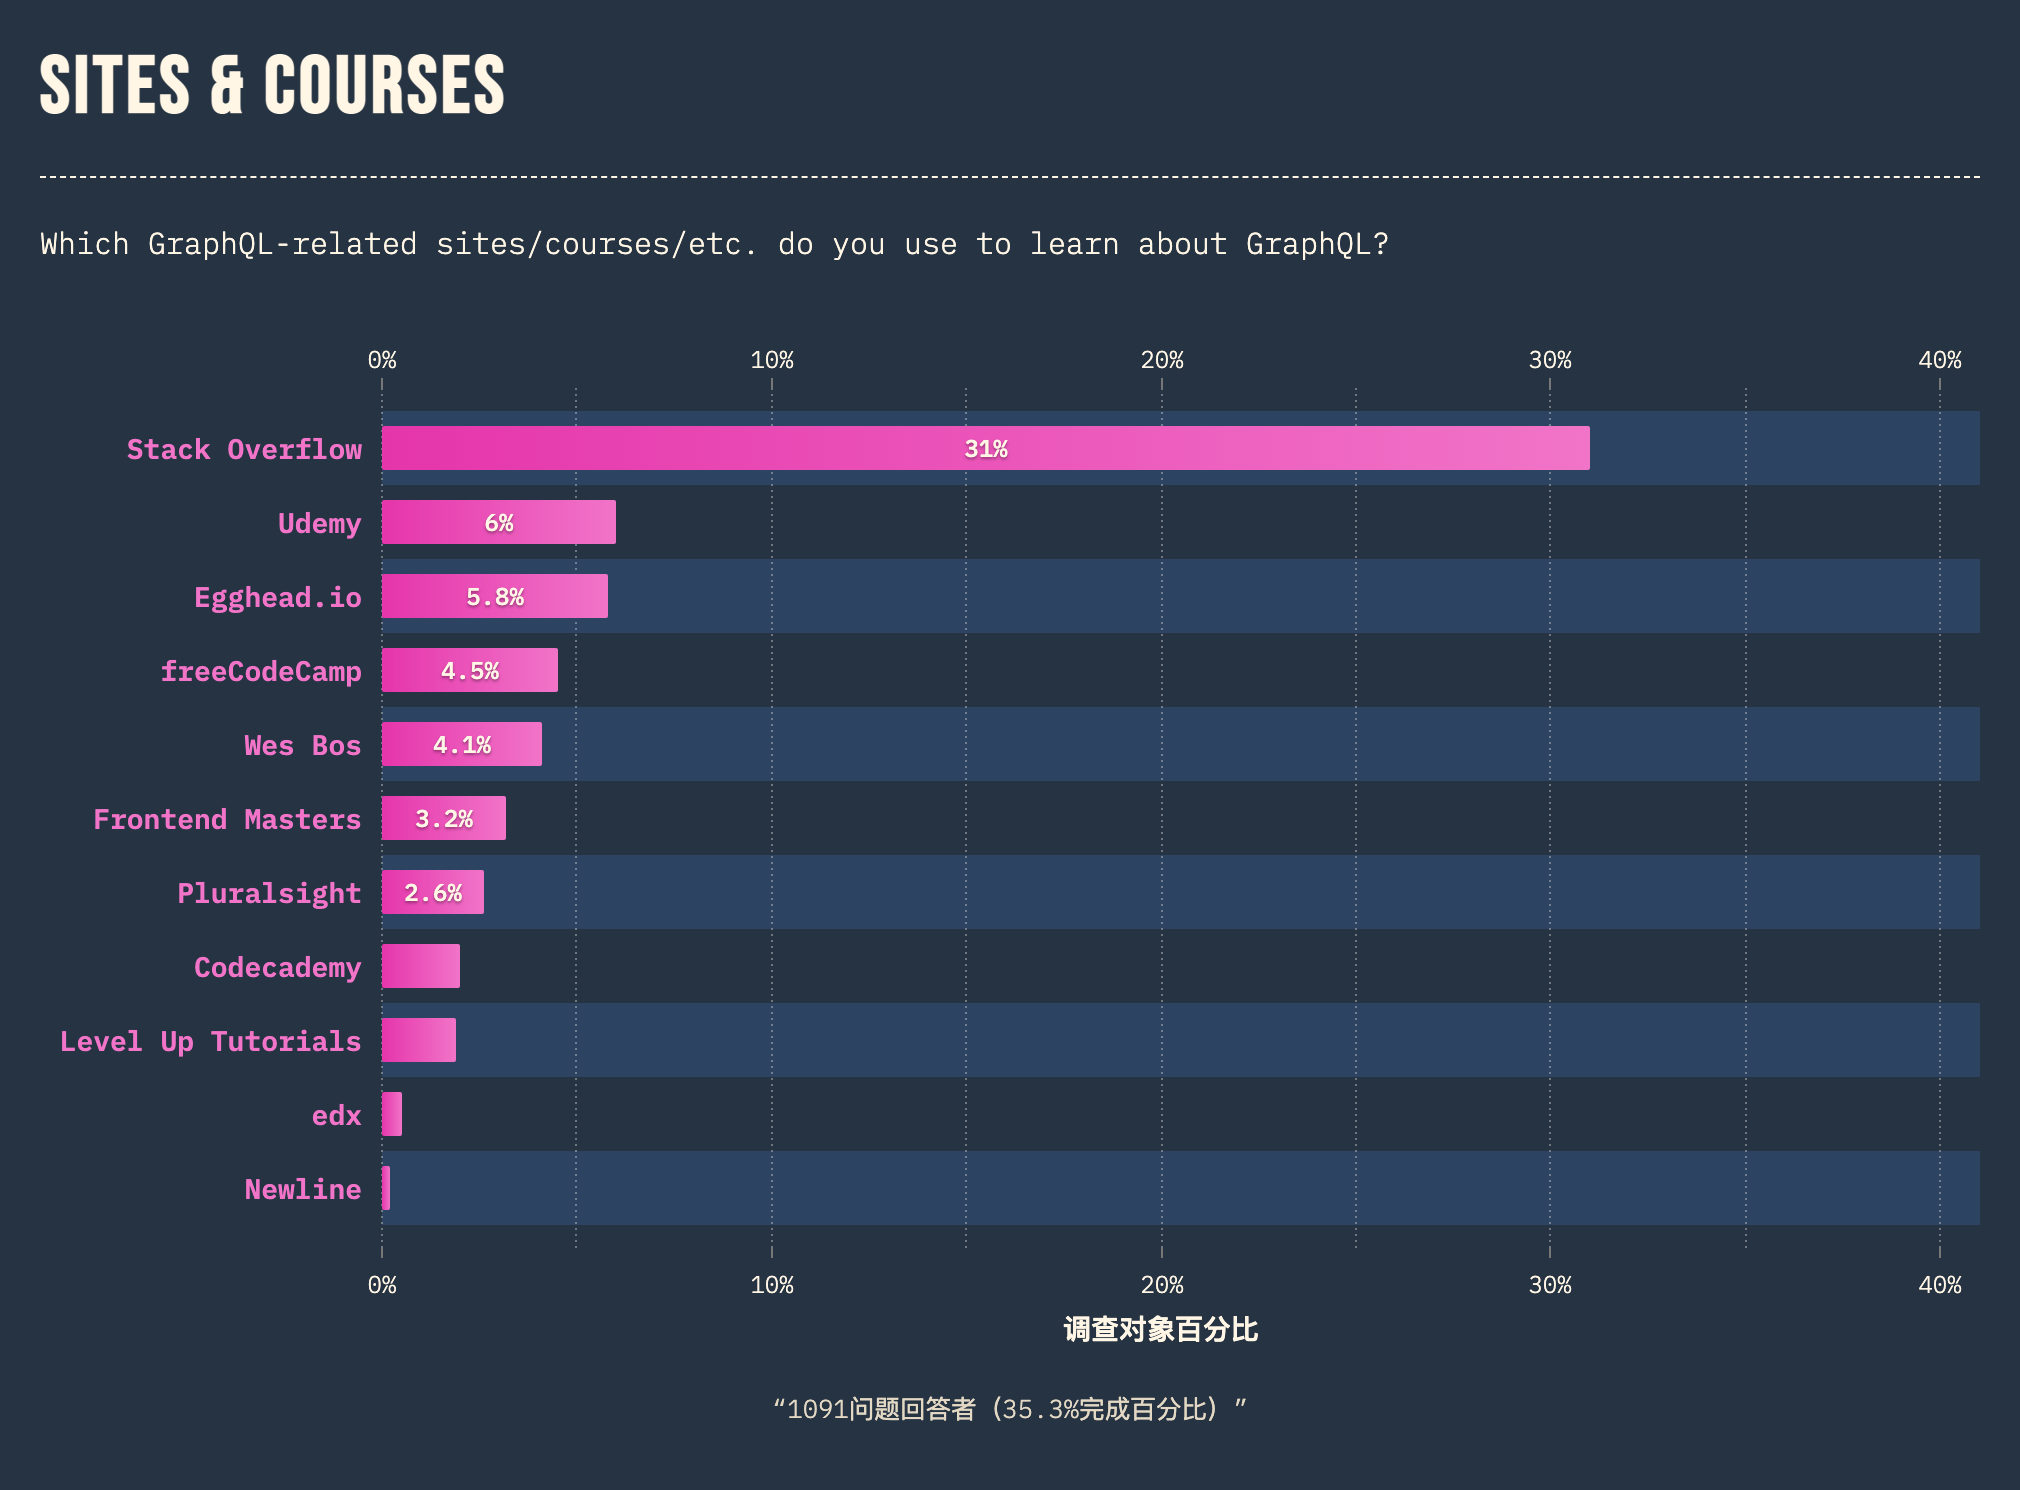 SITES & COURSES
Which GraphQL-related sites/courses/etc. do you use to learn about GraphQL?
0% 10% 20% 30% 40%
Stack Overflow 31%
Udemy 6%
Egghead.io 5.8%
freeCodeCamp 4.5%
Wes Bos 4.1%
Frontend Masters 3.2%
Pluralsight 2.6%
Codecademy
Level Up Tutorials
edx
Newline
0% 10% 20% 30% 40%
调查对象百分比
“1091问题回答者（35.3%完成百分比）”